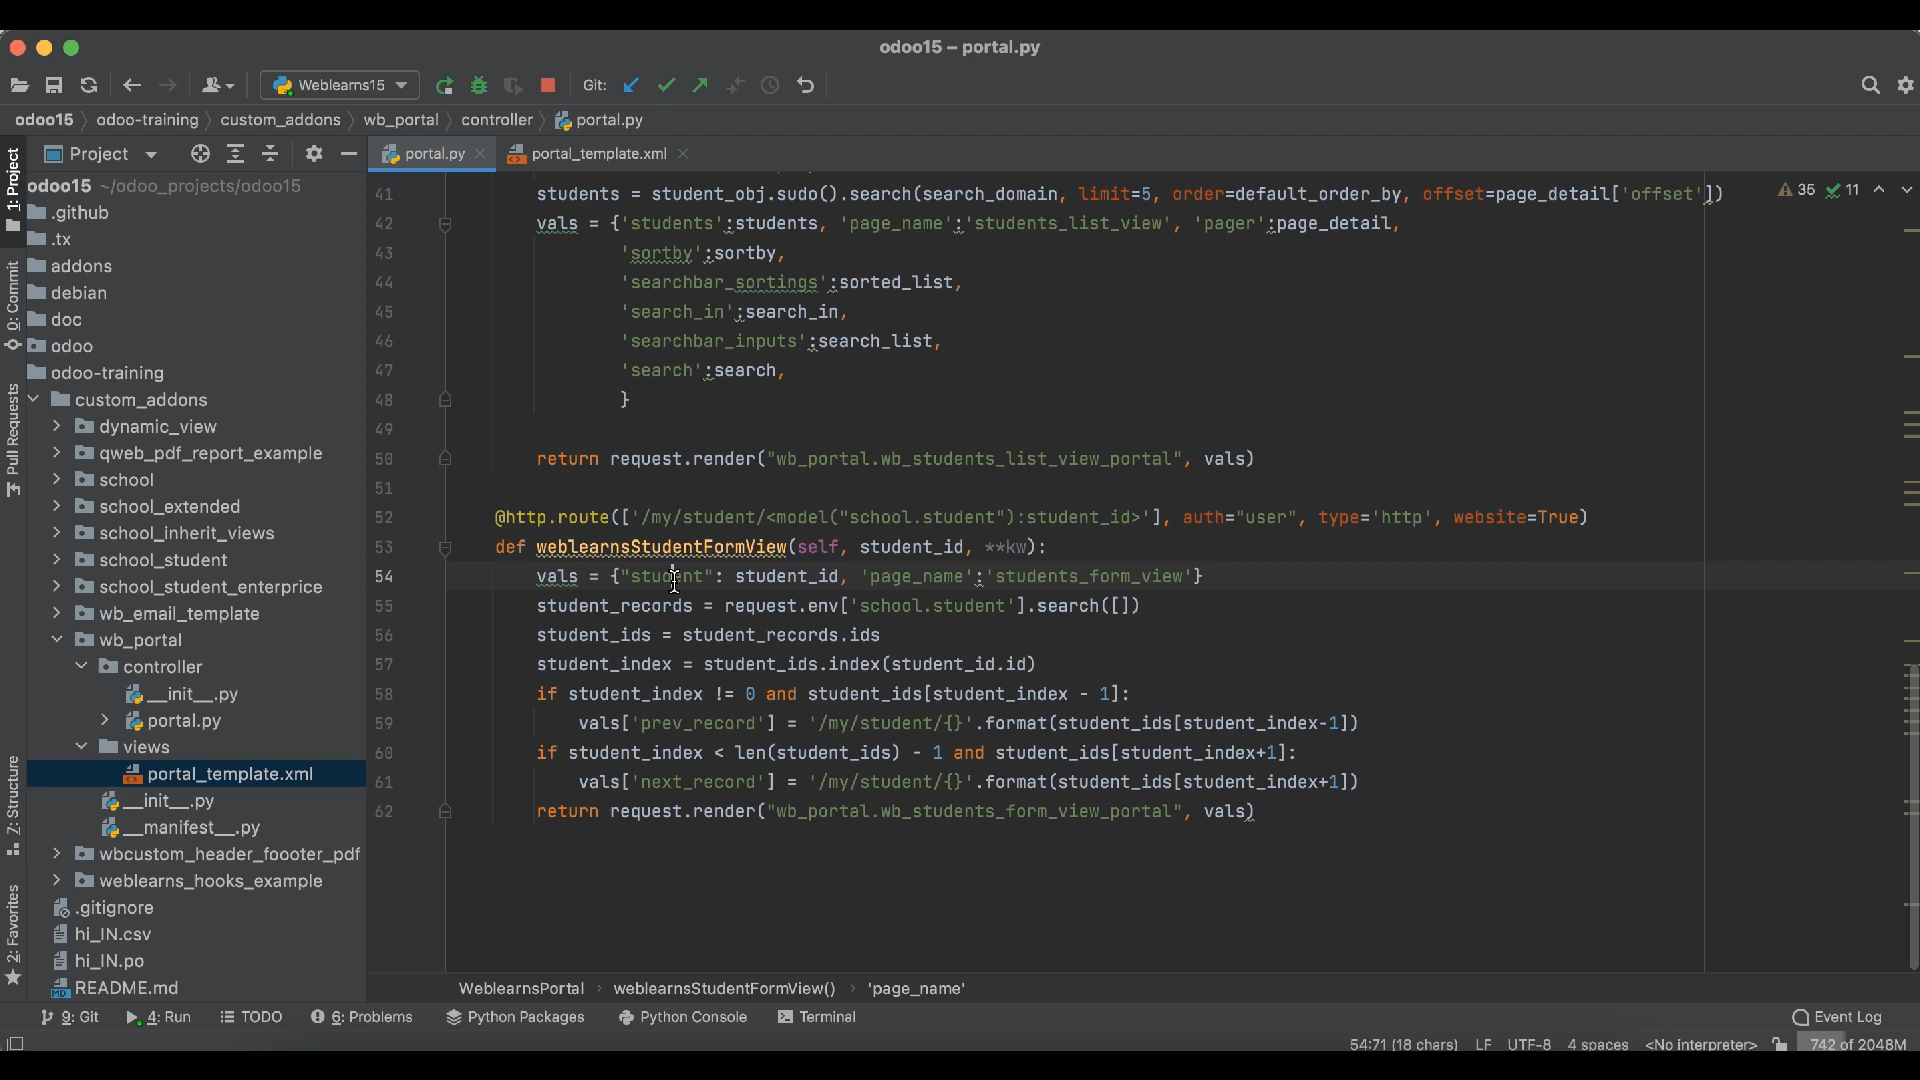 odoo15 – portal.py
Weblearns15
Git:
odoo15
odoo-training
custom_addons
wb_portal
controller
portal.py
1: Project
0: Commit
Pull Requests
Z: Structure
2: Favorites
Project
portal.py
portal_template.xml
odoo15 ~/odoo_projects/odoo15
.github
.tx
addons
debian
doc
odoo
odoo-training
custom_addons
dynamic_view
qweb_pdf_report_example
school
school_extended
school_inherit_views
school_student
school_student_enterprice
wb_email_template
wb_portal
controller
__init__.py
portal.py
views
portal_template.xml
__init__.py
__manifest__.py
wbcustom_header_foooter_pdf
weblearns_hooks_example
.gitignore
hi_IN.csv
hi_IN.po
README.md
35 11
41 students = student_obj.sudo().search(search_domain, limit=5, order=default_order_by, offset=page_detail['offset'])
42 vals = {'students':students, 'page_name':'students_list_view', 'pager':page_detail,
43 'sortby':sortby,
44 'searchbar_sortings':sorted_list,
45 'search_in':search_in,
46 'searchbar_inputs':search_list,
47 'search':search,
48 }
49
50 return request.render("wb_portal.wb_students_list_view_portal", vals)
51
52 @http.route(['/my/student/<model("school.student"):student_id>'], auth="user", type='http', website=True)
53 def weblearnsStudentFormView(self, student_id, **kw):
54 vals = {"student": student_id, 'page_name':'students_form_view'}
55 student_records = request.env['school.student'].search([])
56 student_ids = student_records.ids
57 student_index = student_ids.index(student_id.id)
58 if student_index != 0 and student_ids[student_index - 1]:
59 vals['prev_record'] = '/my/student/{}'.format(student_ids[student_index-1])
60 if student_index < len(student_ids) - 1 and student_ids[student_index+1]:
61 vals['next_record'] = '/my/student/{}'.format(student_ids[student_index+1])
62 return request.render("wb_portal.wb_students_form_view_portal", vals)
WeblearnsPortal
weblearnsStudentFormView()
'page_name'
9: Git
4: Run
TODO
6: Problems
Python Packages
Python Console
Terminal
Event Log
54:71 (18 chars) LF UTF-8 4 spaces <No interpreter> 742 of 2048M